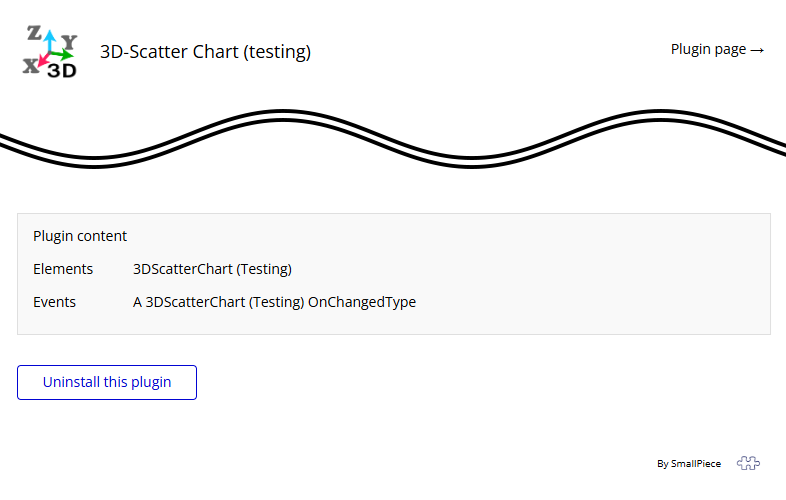 Z Y
X 3D
3D-Scatter Chart (testing)
Plugin page →
Plugin content
Elements 3DScatterChart (Testing)
Events A 3DScatterChart (Testing) OnChangedType
Uninstall this plugin
By SmallPiece